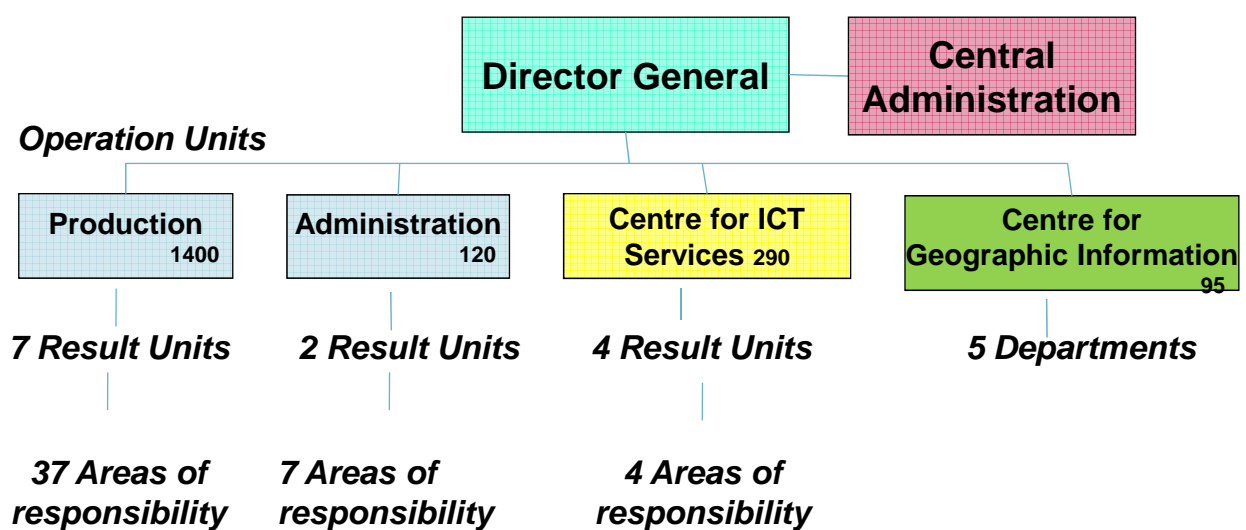 Director General
Central
Administration
Operation Units
Production
1400
Administration
120
Centre for ICT
Services 290
Centre for
Geographic Information
95
7 Result Units
2 Result Units
4 Result Units
5 Departments
37 Areas of
responsibility
7 Areas of
responsibility
4 Areas of
responsibility